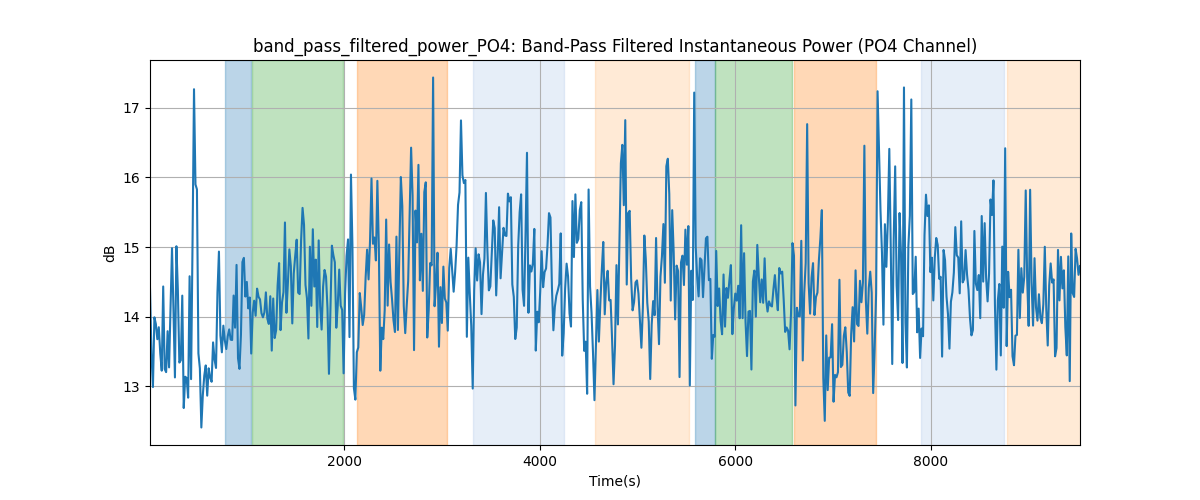 band_pass_filtered_power_PO4: Band-Pass Filtered Instantaneous Power (PO4 Channel)
17
16
15
14
13
dB
2000 4000 6000 8000
Time(s)